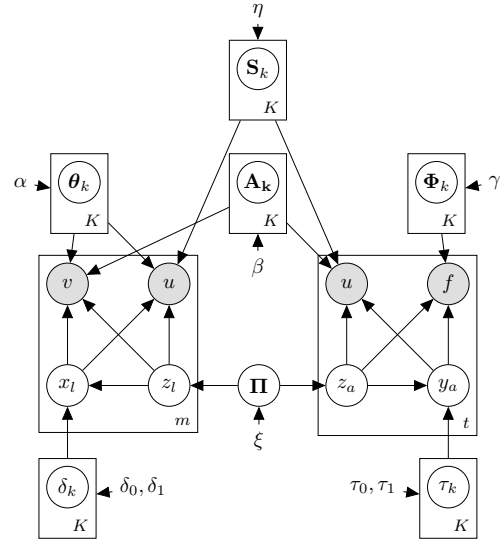 η
S_k
K
α
θ_k
K
A_k
K
Φ_k
K
γ
β
v
u
u
f
x_l
z_l
m
Π
z_a
y_a
t
ξ
δ_k
K
δ_0, δ_1
τ_0, τ_1
τ_k
K